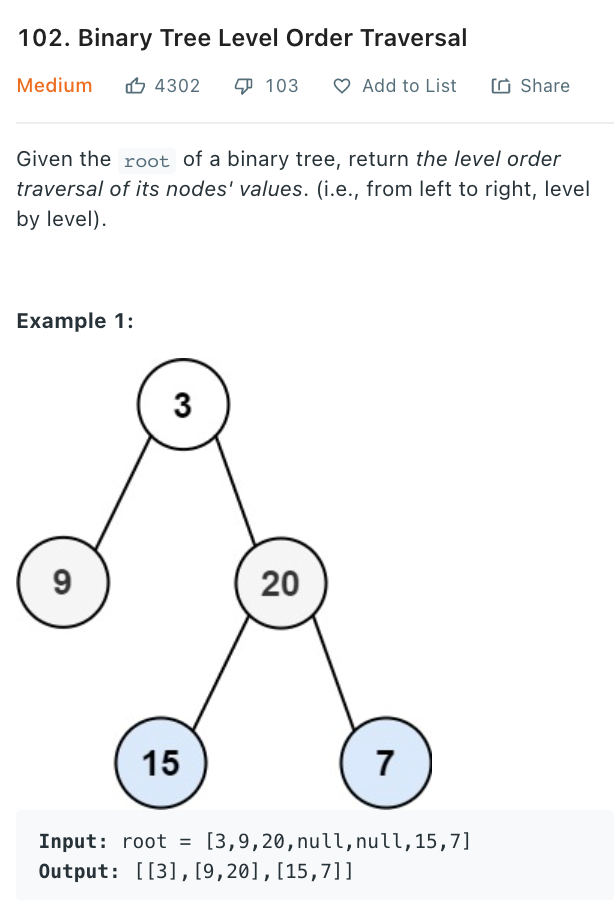 102. Binary Tree Level Order Traversal
Medium 4302 103 Add to List Share
Given the root of a binary tree, return the level order
traversal of its nodes' values. (i.e., from left to right, level
by level).
Example 1:
3
9 20
15 7
Input: root = [3,9,20,null,null,15,7]
Output: [[3],[9,20],[15,7]]